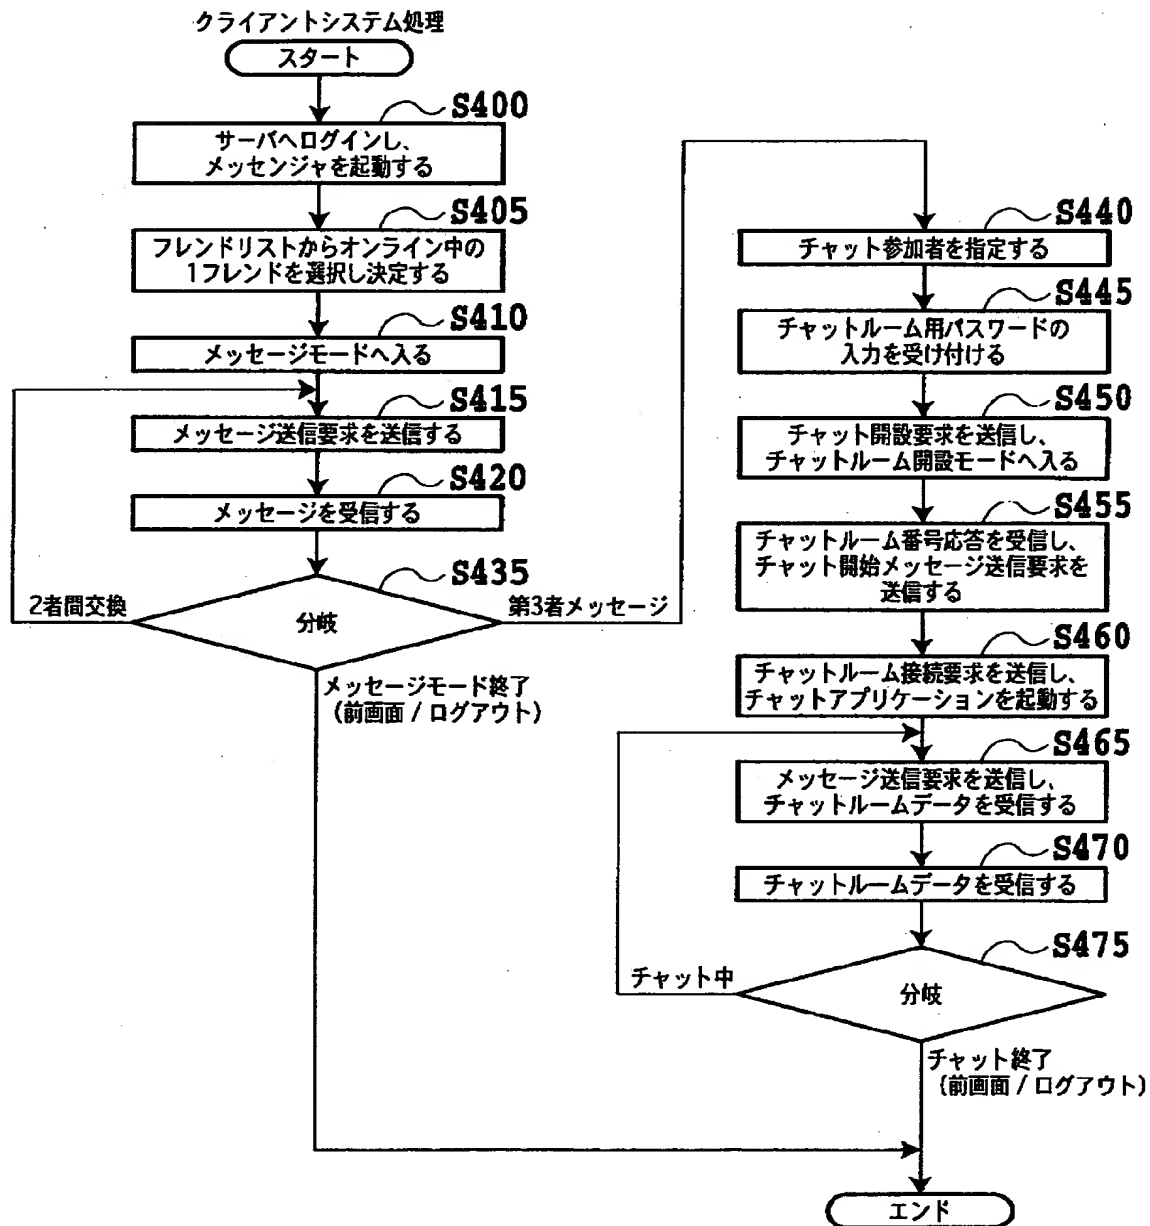 クライアントシステム処理
スタート
S400
サーバへログインし、
メッセンジャを起動する
S405
フレンドリストからオンライン中の
1フレンドを選択し決定する
S410
メッセージモードへ入る
S415
メッセージ送信要求を送信する
S420
メッセージを受信する
S435
2者間交換
分岐
第3者メッセージ
メッセージモード終了
(前画面 / ログアウト)
S440
チャット参加者を指定する
S445
チャットルーム用パスワードの
入力を受け付ける
S450
チャット開設要求を送信し、
チャットルーム開設モードへ入る
S455
チャットルーム番号応答を受信し、
チャット開始メッセージ送信要求を
送信する
S460
チャットルーム接続要求を送信し、
チャットアプリケーションを起動する
S465
メッセージ送信要求を送信し、
チャットルームデータを受信する
S470
チャットルームデータを受信する
S475
チャット中
分岐
チャット終了
(前画面 / ログアウト)
エンド